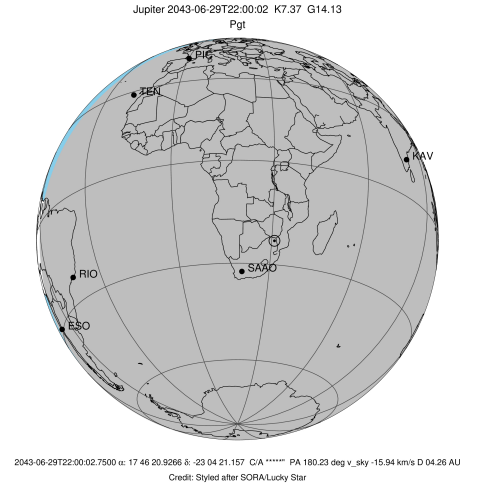 Jupiter 2043-06-29T22:00:02 K7.37 G14.13
Pgt
PIC
TEN
KAV
SAAO
RIO
ESO
2043-06-29T22:00:02.7500 α: 17 46 20.9266 δ: -23 04 21.157 C/A *****" PA 180.23 deg v_sky -15.94 km/s D 04.26 AU
Credit: Styled after SORA/Lucky Star